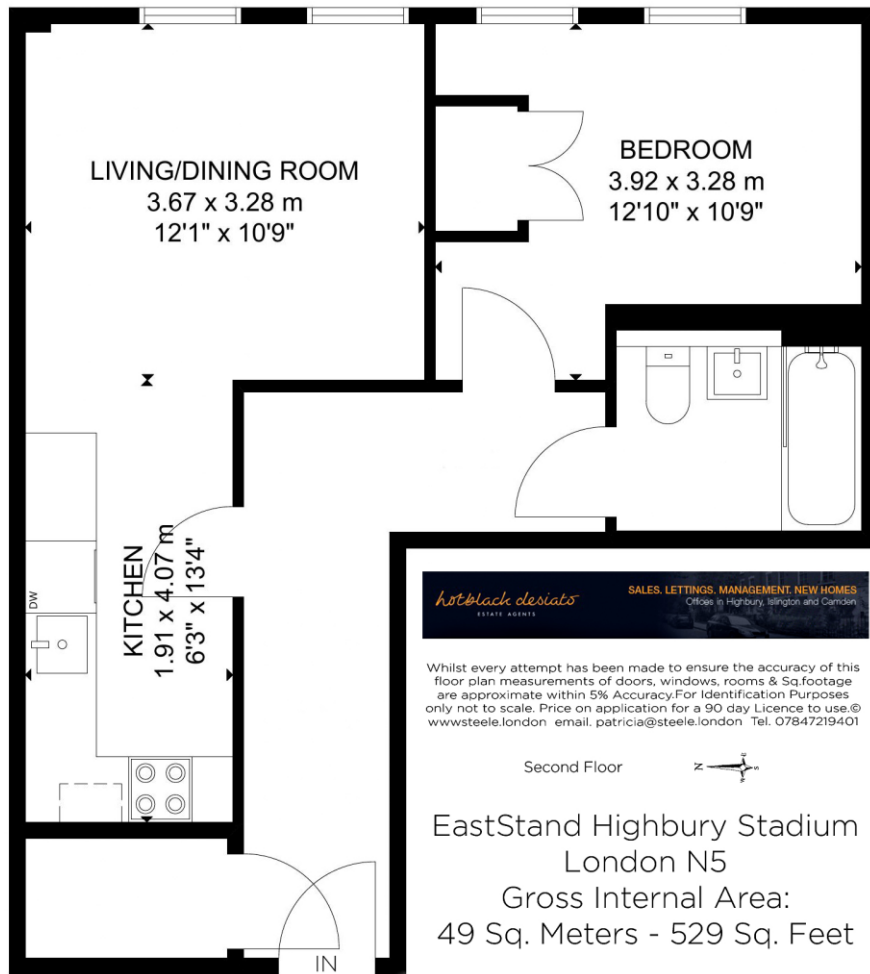 LIVING/DINING ROOM
3.67 x 3.28 m
12'1" x 10'9"
BEDROOM
3.92 x 3.28 m
12'10" x 10'9"
KITCHEN
1.91 x 4.07 m
6'3" x 13'4"
DW
IN
hotblack desiato
ESTATE AGENTS
SALES. LETTINGS. MANAGEMENT. NEW HOMES
Offices in Highbury, Islington and Camden
Whilst every attempt has been made to ensure the accuracy of this
floor plan measurements of doors, windows, rooms & Sq.footage
are approximate within 5% Accuracy.For Identification Purposes
only not to scale. Price on application for a 90 day Licence to use.©
wwwsteele.london email. patricia@steele.london Tel. 07847219401
Second Floor
N
E
S
W
EastStand Highbury Stadium
London N5
Gross Internal Area:
49 Sq. Meters - 529 Sq. Feet